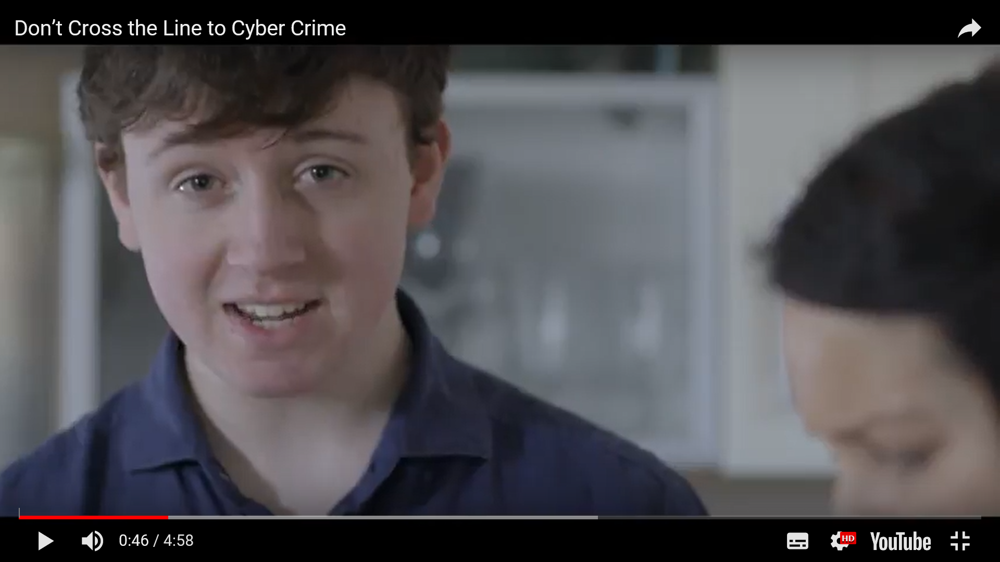 Don’t Cross the Line to Cyber Crime
0:46 / 4:58
HD
YouTube